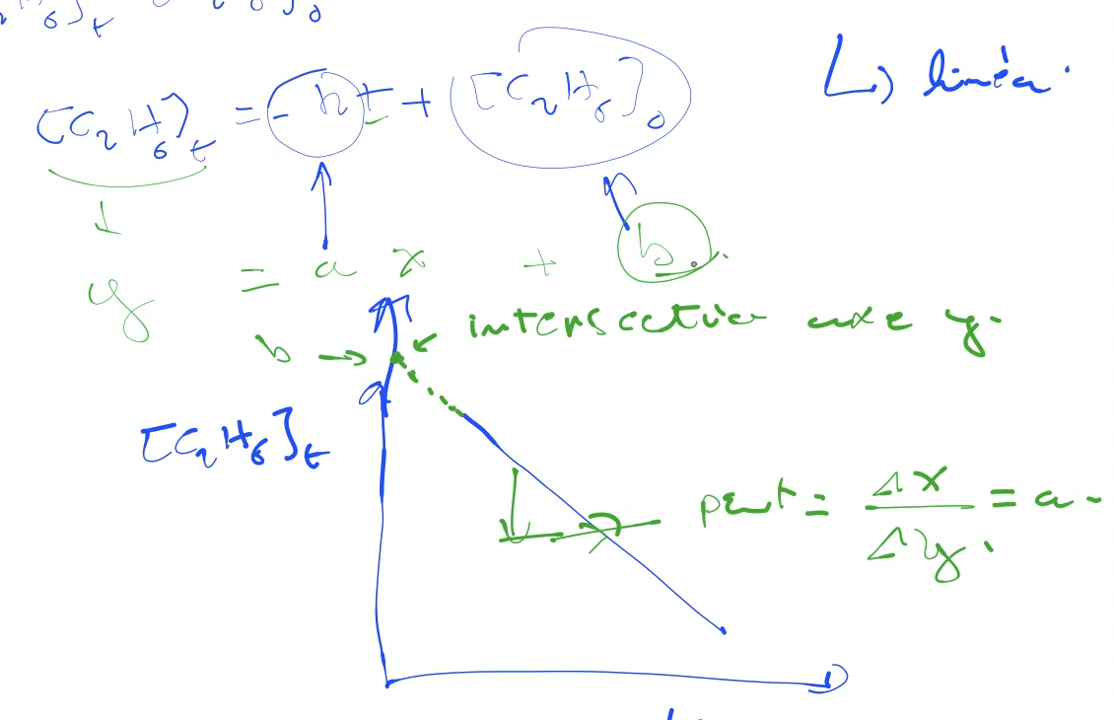 [C₂H₆]t = -kt + [C₂H₆]₀
↳ linéa.
y = a x + b.
b → ← intersection axe y.
[C₂H₆]t
pent = Δx / Δy. = a-